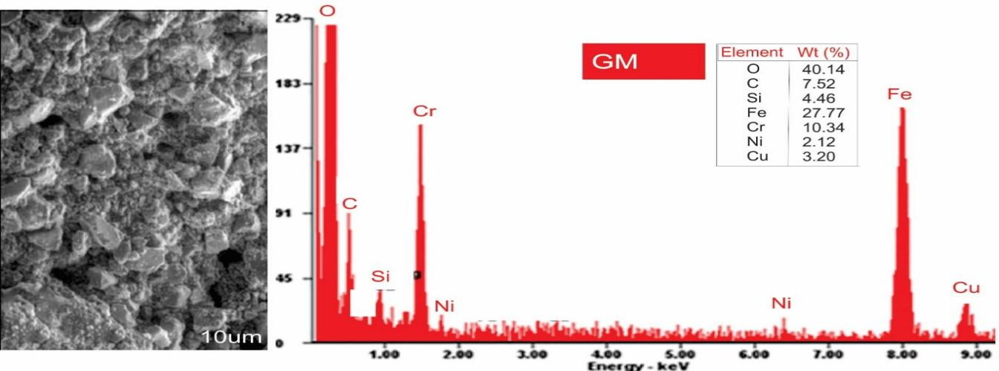 10um
O
C
Si
Cr
Ni
Ni
Fe
Cu
GM
Element Wt (%)
O 40.14
C 7.52
Si 4.46
Fe 27.77
Cr 10.34
Ni 2.12
Cu 3.20
229
183
137
91
45
0
1.00 2.00 3.00 4.00 5.00 6.00 7.00 8.00 9.00
Energy - keV